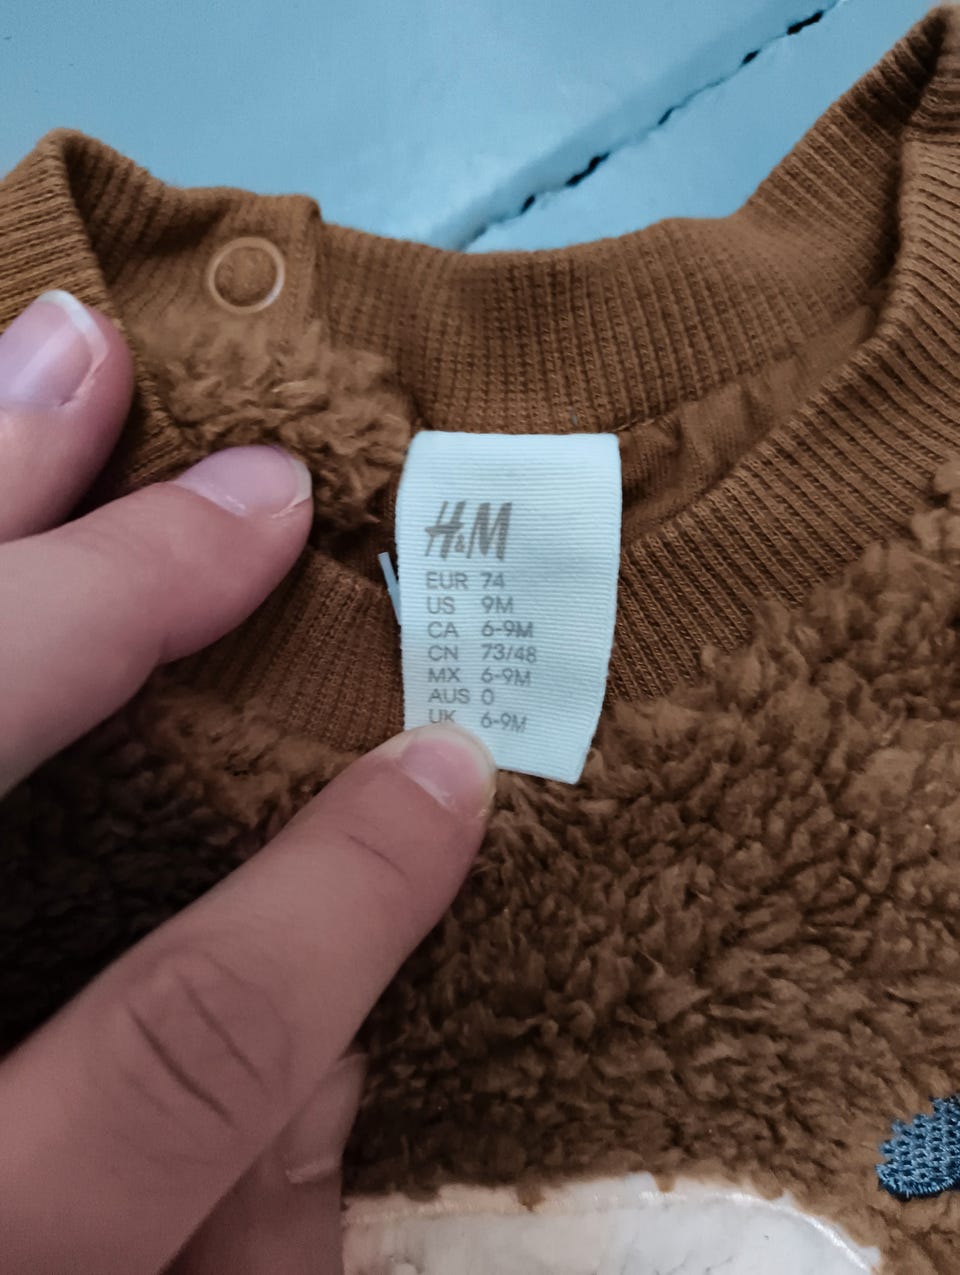 H&M
EUR 74
US 9M
CA 6-9M
CN 73/48
MX 6-9M
AUS 0
UK 6-9M